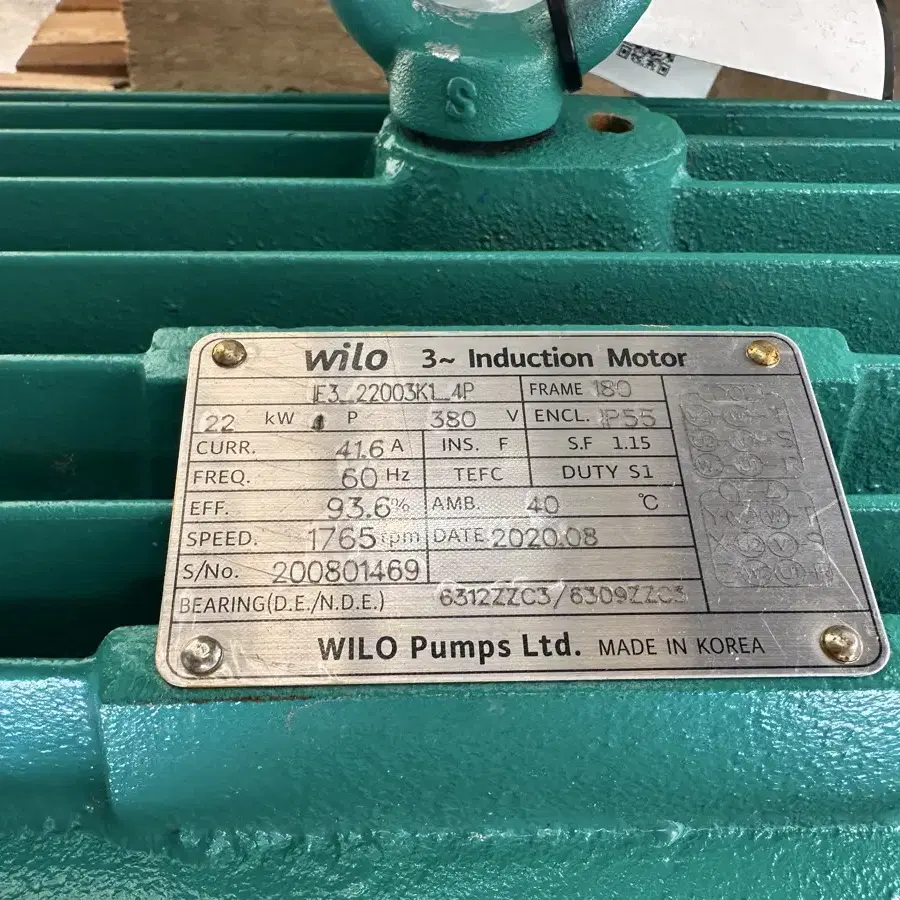 S
wilo 3~ Induction Motor
IE3_22003K1_4P FRAME 180
22 kW 4 P 380 V ENCL. IP55
CURR. 41.6 A INS. F S.F 1.15
FREQ. 60 Hz TEFC DUTY S1
EFF. 93.6% AMB. 40 ℃
SPEED. 1765 rpm DATE 2020.08
S/No. 200801469
BEARING(D.E./N.D.E.) 6312ZZC3/6309ZZC3
WILO Pumps Ltd. MADE IN KOREA